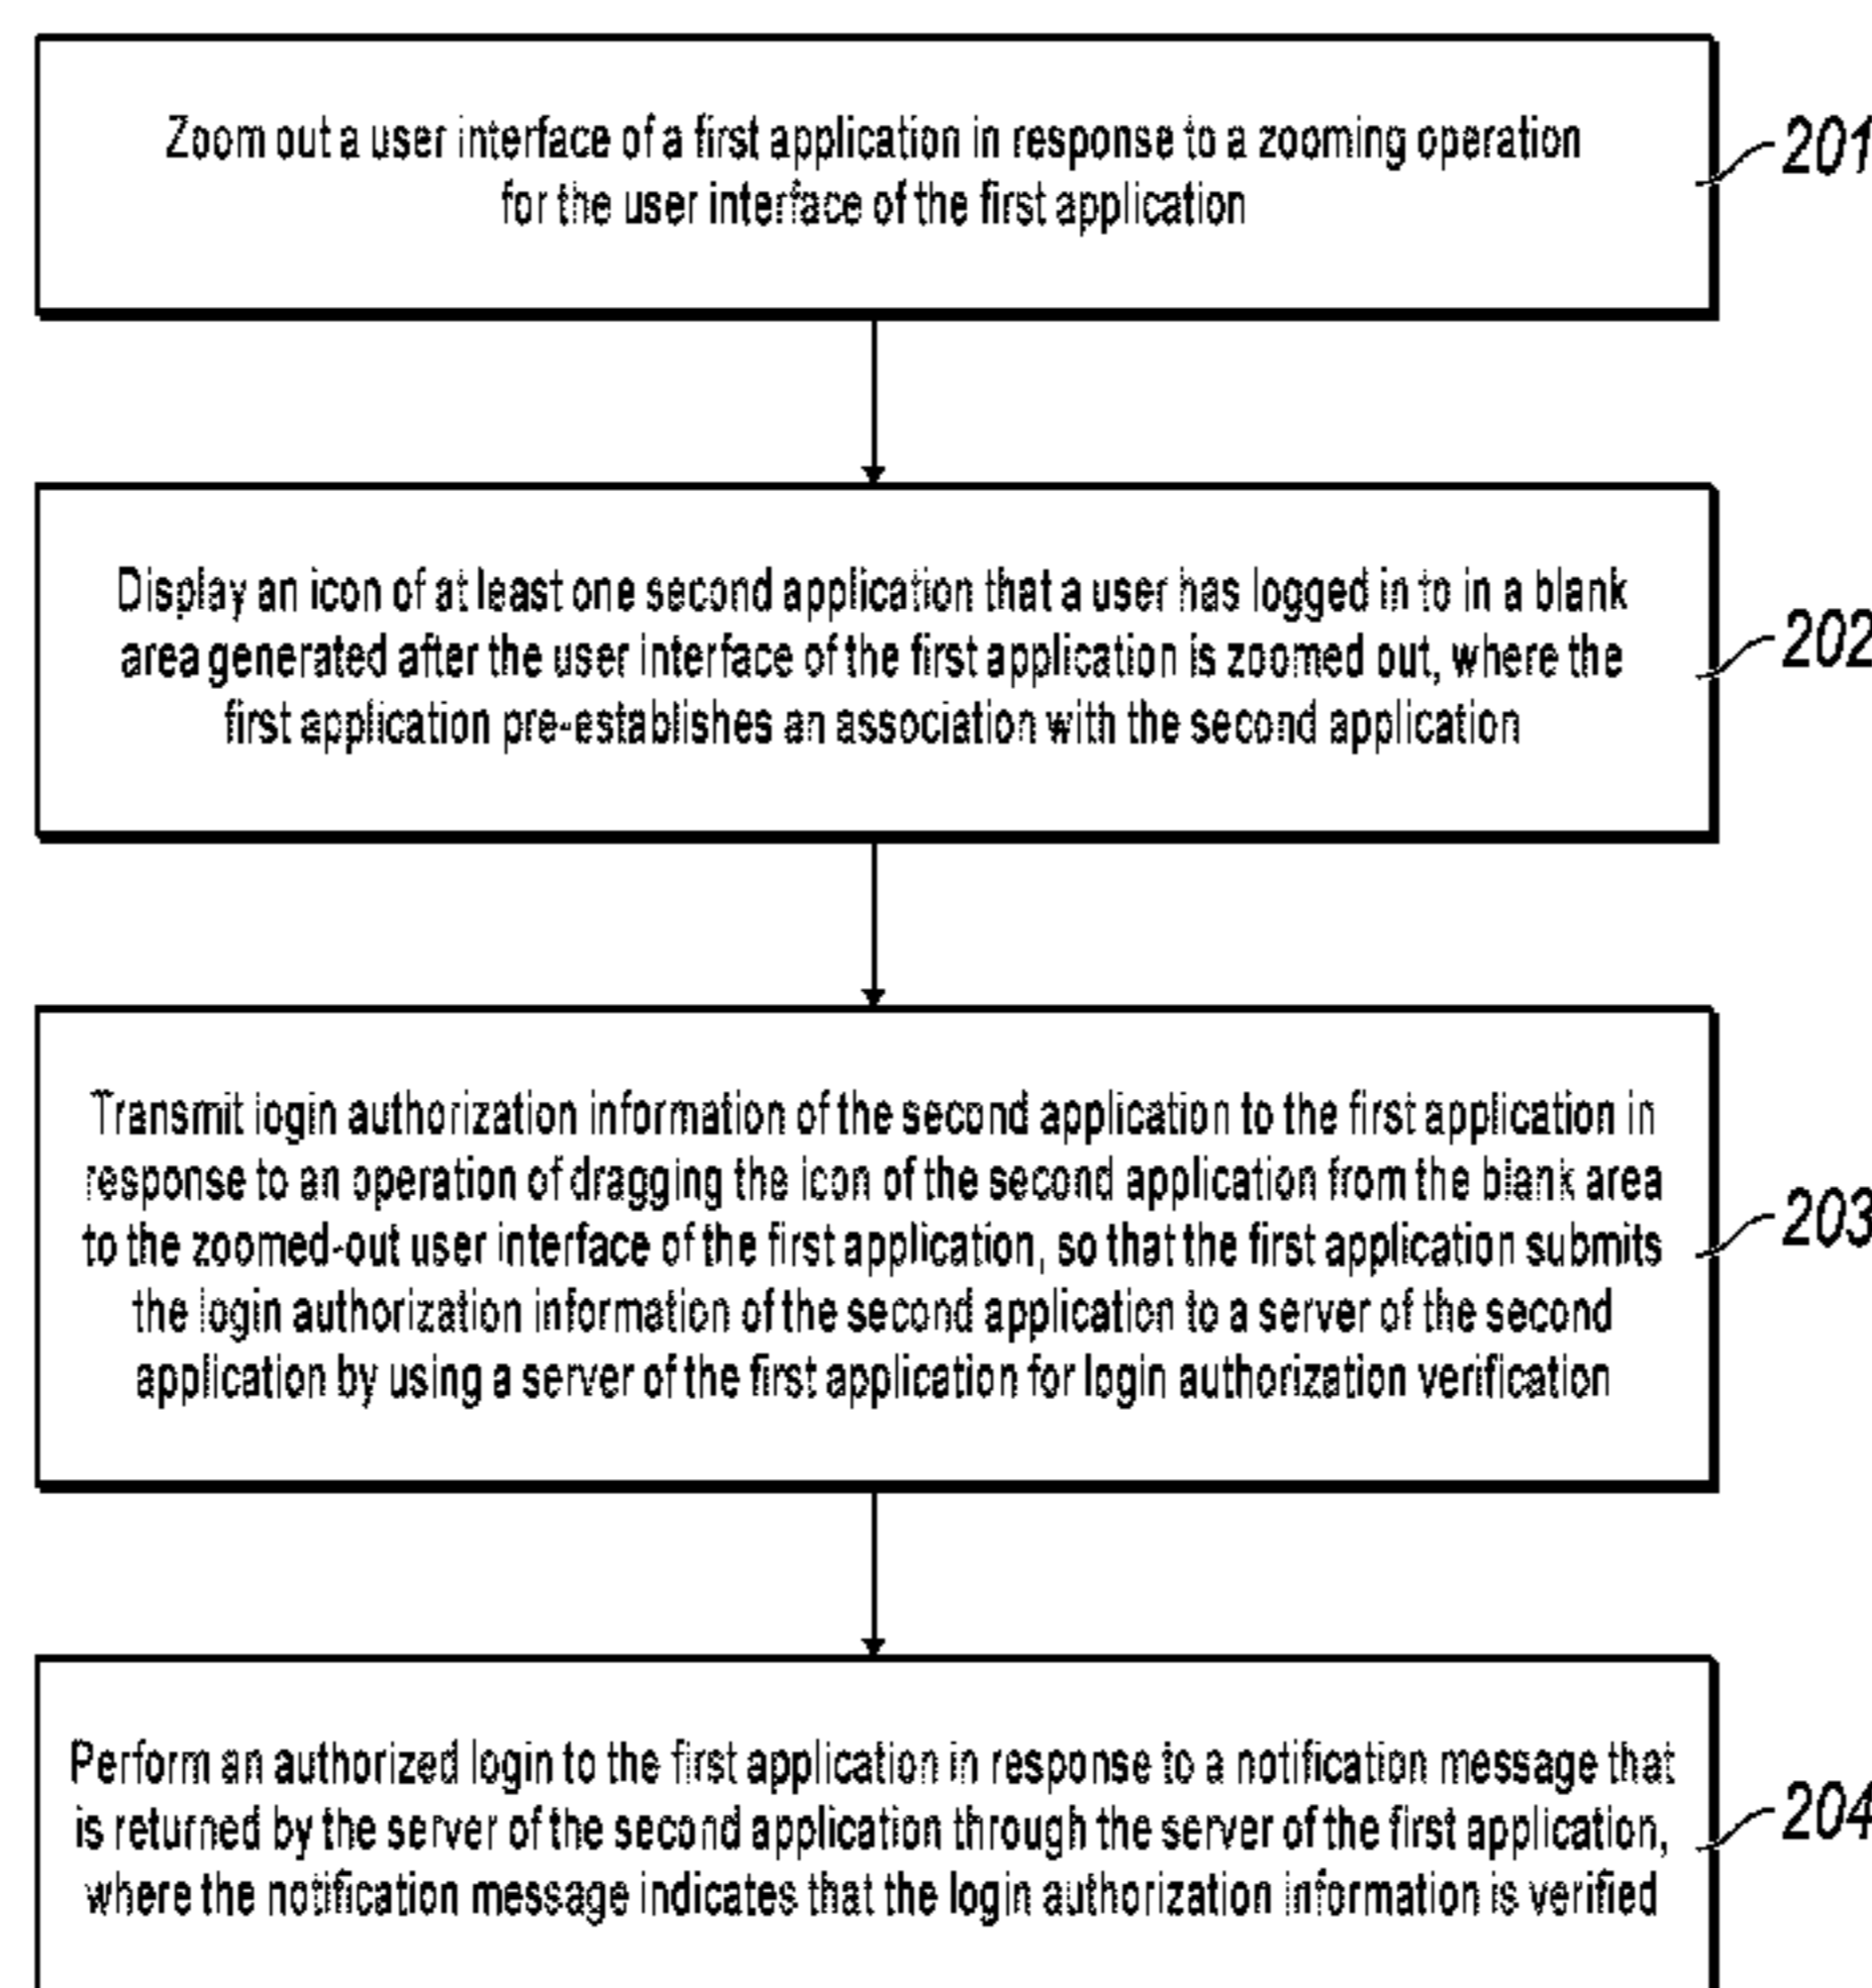 Zoom out a user interface of a first application in response to a zooming operation
for the user interface of the first application
201
Display an icon of at least one second application that a user has logged in to in a blank
area generated after the user interface of the first application is zoomed out, where the
first application pre-establishes an association with the second application
202
Transmit login authorization information of the second application to the first application in
response to an operation of dragging the icon of the second application from the blank area
to the zoomed-out user interface of the first application, so that the first application submits
the login authorization information of the second application to a server of the second
application by using a server of the first application for login authorization verification
203
Perform an authorized login to the first application in response to a notification message that
is returned by the server of the second application through the server of the first application,
where the notification message indicates that the login authorization information is verified
204